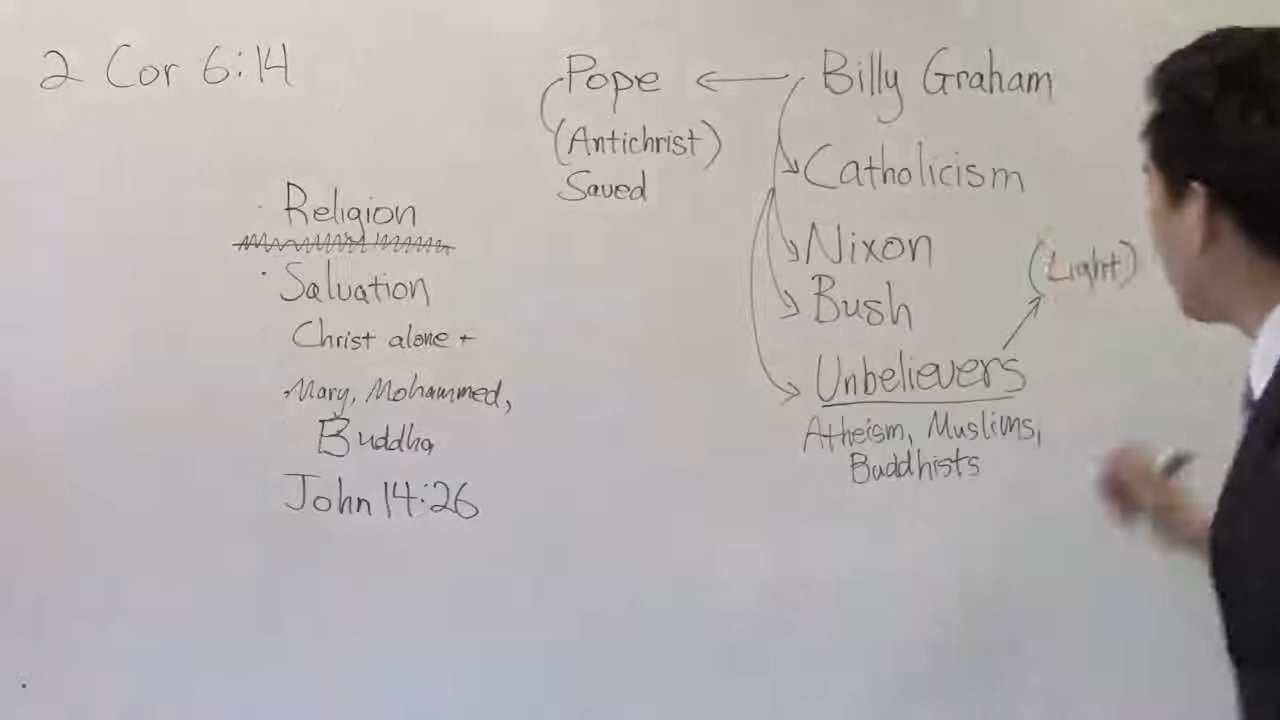 2 Cor 6:14
Religion
Salvation
Christ alone +
Mary, Mohammed,
Buddha
John 14:26
Pope ← Billy Graham
(Antichrist)
Saved
Catholicism
Nixon
Bush
(Light)
Unbelievers
Atheism, Muslims,
Buddhists